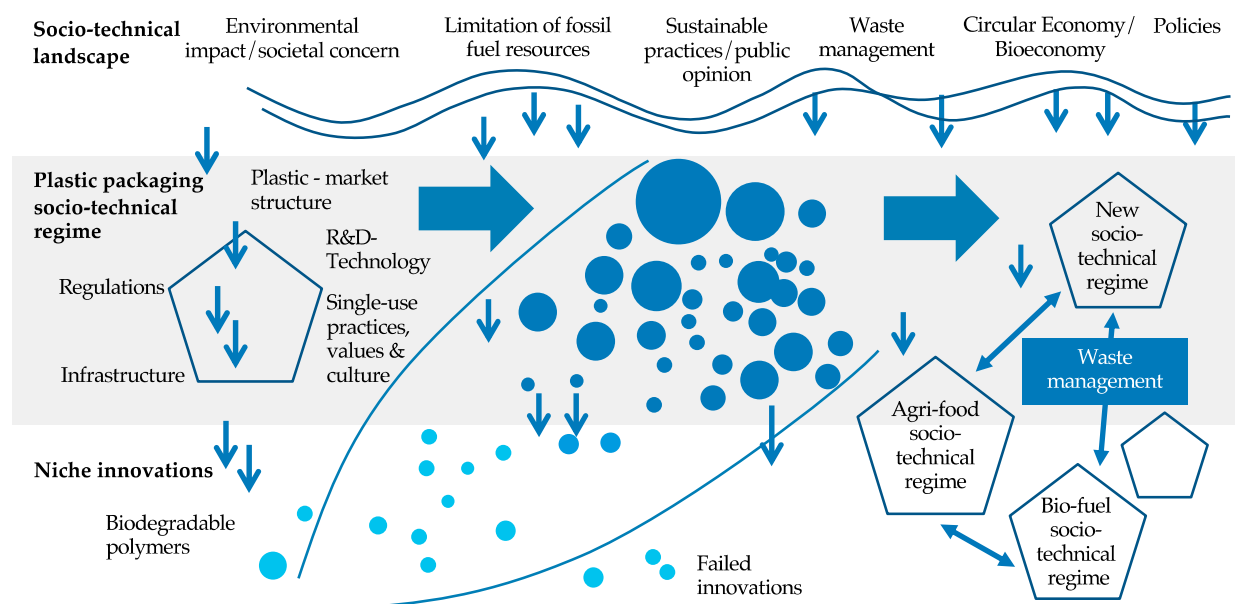 Socio-technical
landscape
Environmental
impact/societal concern
Limitation of fossil
fuel resources
Sustainable
practices/public
opinion
Waste
management
Circular Economy/
Bioeconomy
Policies
Plastic packaging
socio-technical
regime
Plastic - market
structure
R&D-
Technology
Regulations
Single-use
practices,
values &
culture
Infrastructure
New
socio-
technical
regime
Waste
management
Agri-food
socio-
technical
regime
Bio-fuel
socio-
technical
regime
Niche innovations
Biodegradable
polymers
Failed
innovations